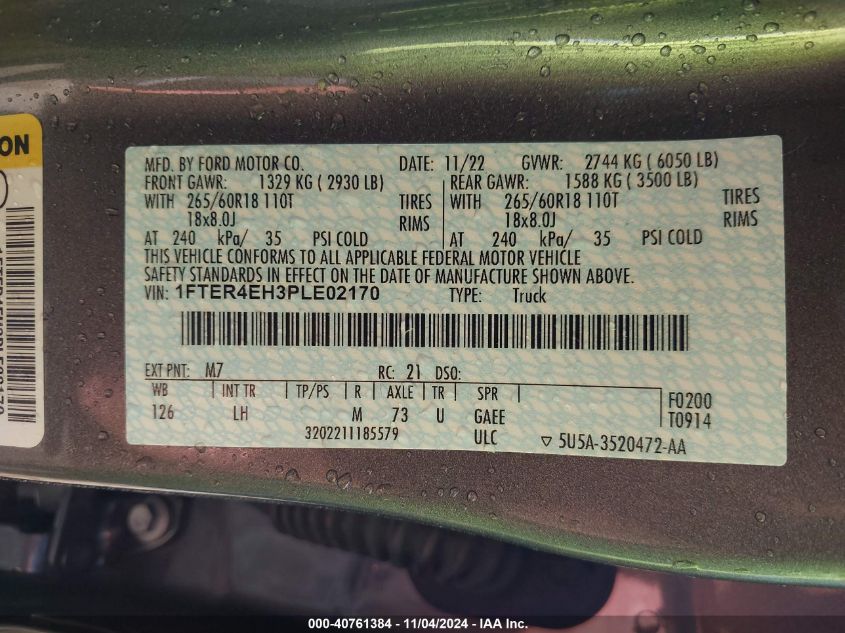 ON
MFD. BY FORD MOTOR CO. DATE: 11/22 GVWR: 2744 KG ( 6050 LB)
FRONT GAWR: 1329 KG ( 2930 LB) REAR GAWR: 1588 KG ( 3500 LB)
WITH 265/60R18 110T TIRES WITH 265/60R18 110T TIRES
18x8.0J RIMS 18x8.0J RIMS
AT 240 kPa/ 35 PSI COLD AT 240 kPa/ 35 PSI COLD
THIS VEHICLE CONFORMS TO ALL APPLICABLE FEDERAL MOTOR VEHICLE
SAFETY STANDARDS IN EFFECT ON THE DATE OF MANUFACTURE SHOWN ABOVE.
VIN: 1FTER4EH3PLE02170 TYPE: Truck
EXT PNT: M7 RC: 21 DSO:
WB INT TR TP/PS R AXLE TR SPR F0200
126 LH M 73 U GAEE T0914
3202211185579 ULC ▽ 5U5A-3520472-AA
000-40761384 - 11/04/2024 - IAA Inc.